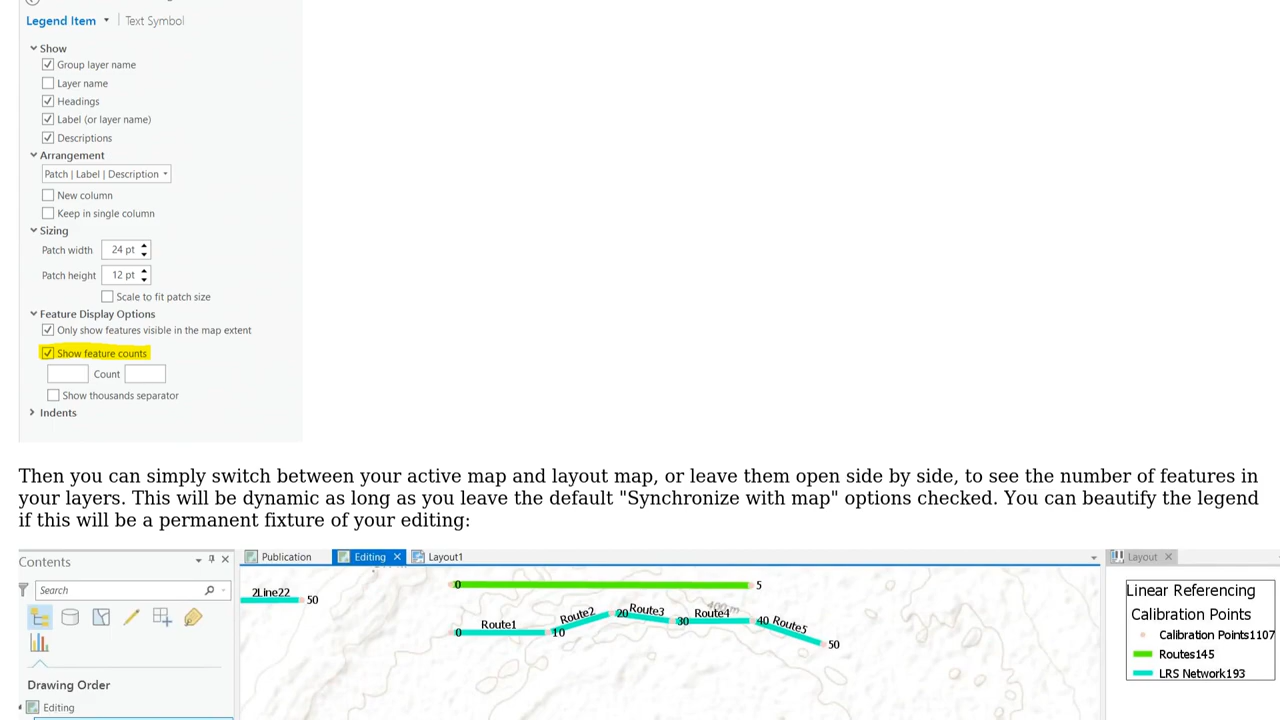 Legend Item
Text Symbol
Show
Group layer name
Layer name
Headings
Label (or layer name)
Descriptions
Arrangement
Patch | Label | Description
New column
Keep in single column
Sizing
Patch width 24 pt
Patch height 12 pt
Scale to fit patch size
Feature Display Options
Only show features visible in the map extent
Show feature counts
Count
Show thousands separator
Indents
Then you can simply switch between your active map and layout map, or leave them open side by side, to see the number of features in
your layers. This will be dynamic as long as you leave the default "Synchronize with map" options checked. You can beautify the legend
if this will be a permanent fixture of your editing:
Contents
Search
Drawing Order
Editing
Publication
Editing
Layout1
2Line22
50
0
5
0
Route1
10
Route2
20
Route3
400m
30
Route4
40
Route5
50
Layout
Linear Referencing
Calibration Points
Calibration Points1107
Routes145
LRS Network193